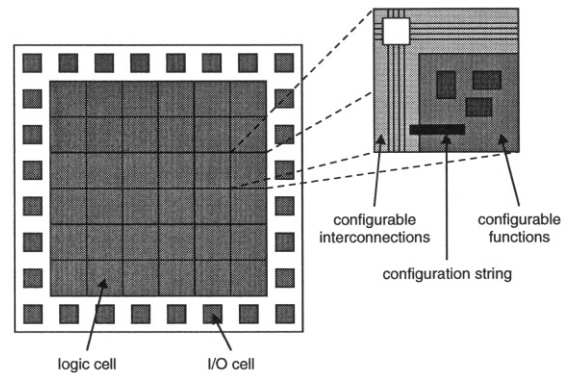 configurable
interconnections
configurable
functions
configuration string
logic cell
I/O cell